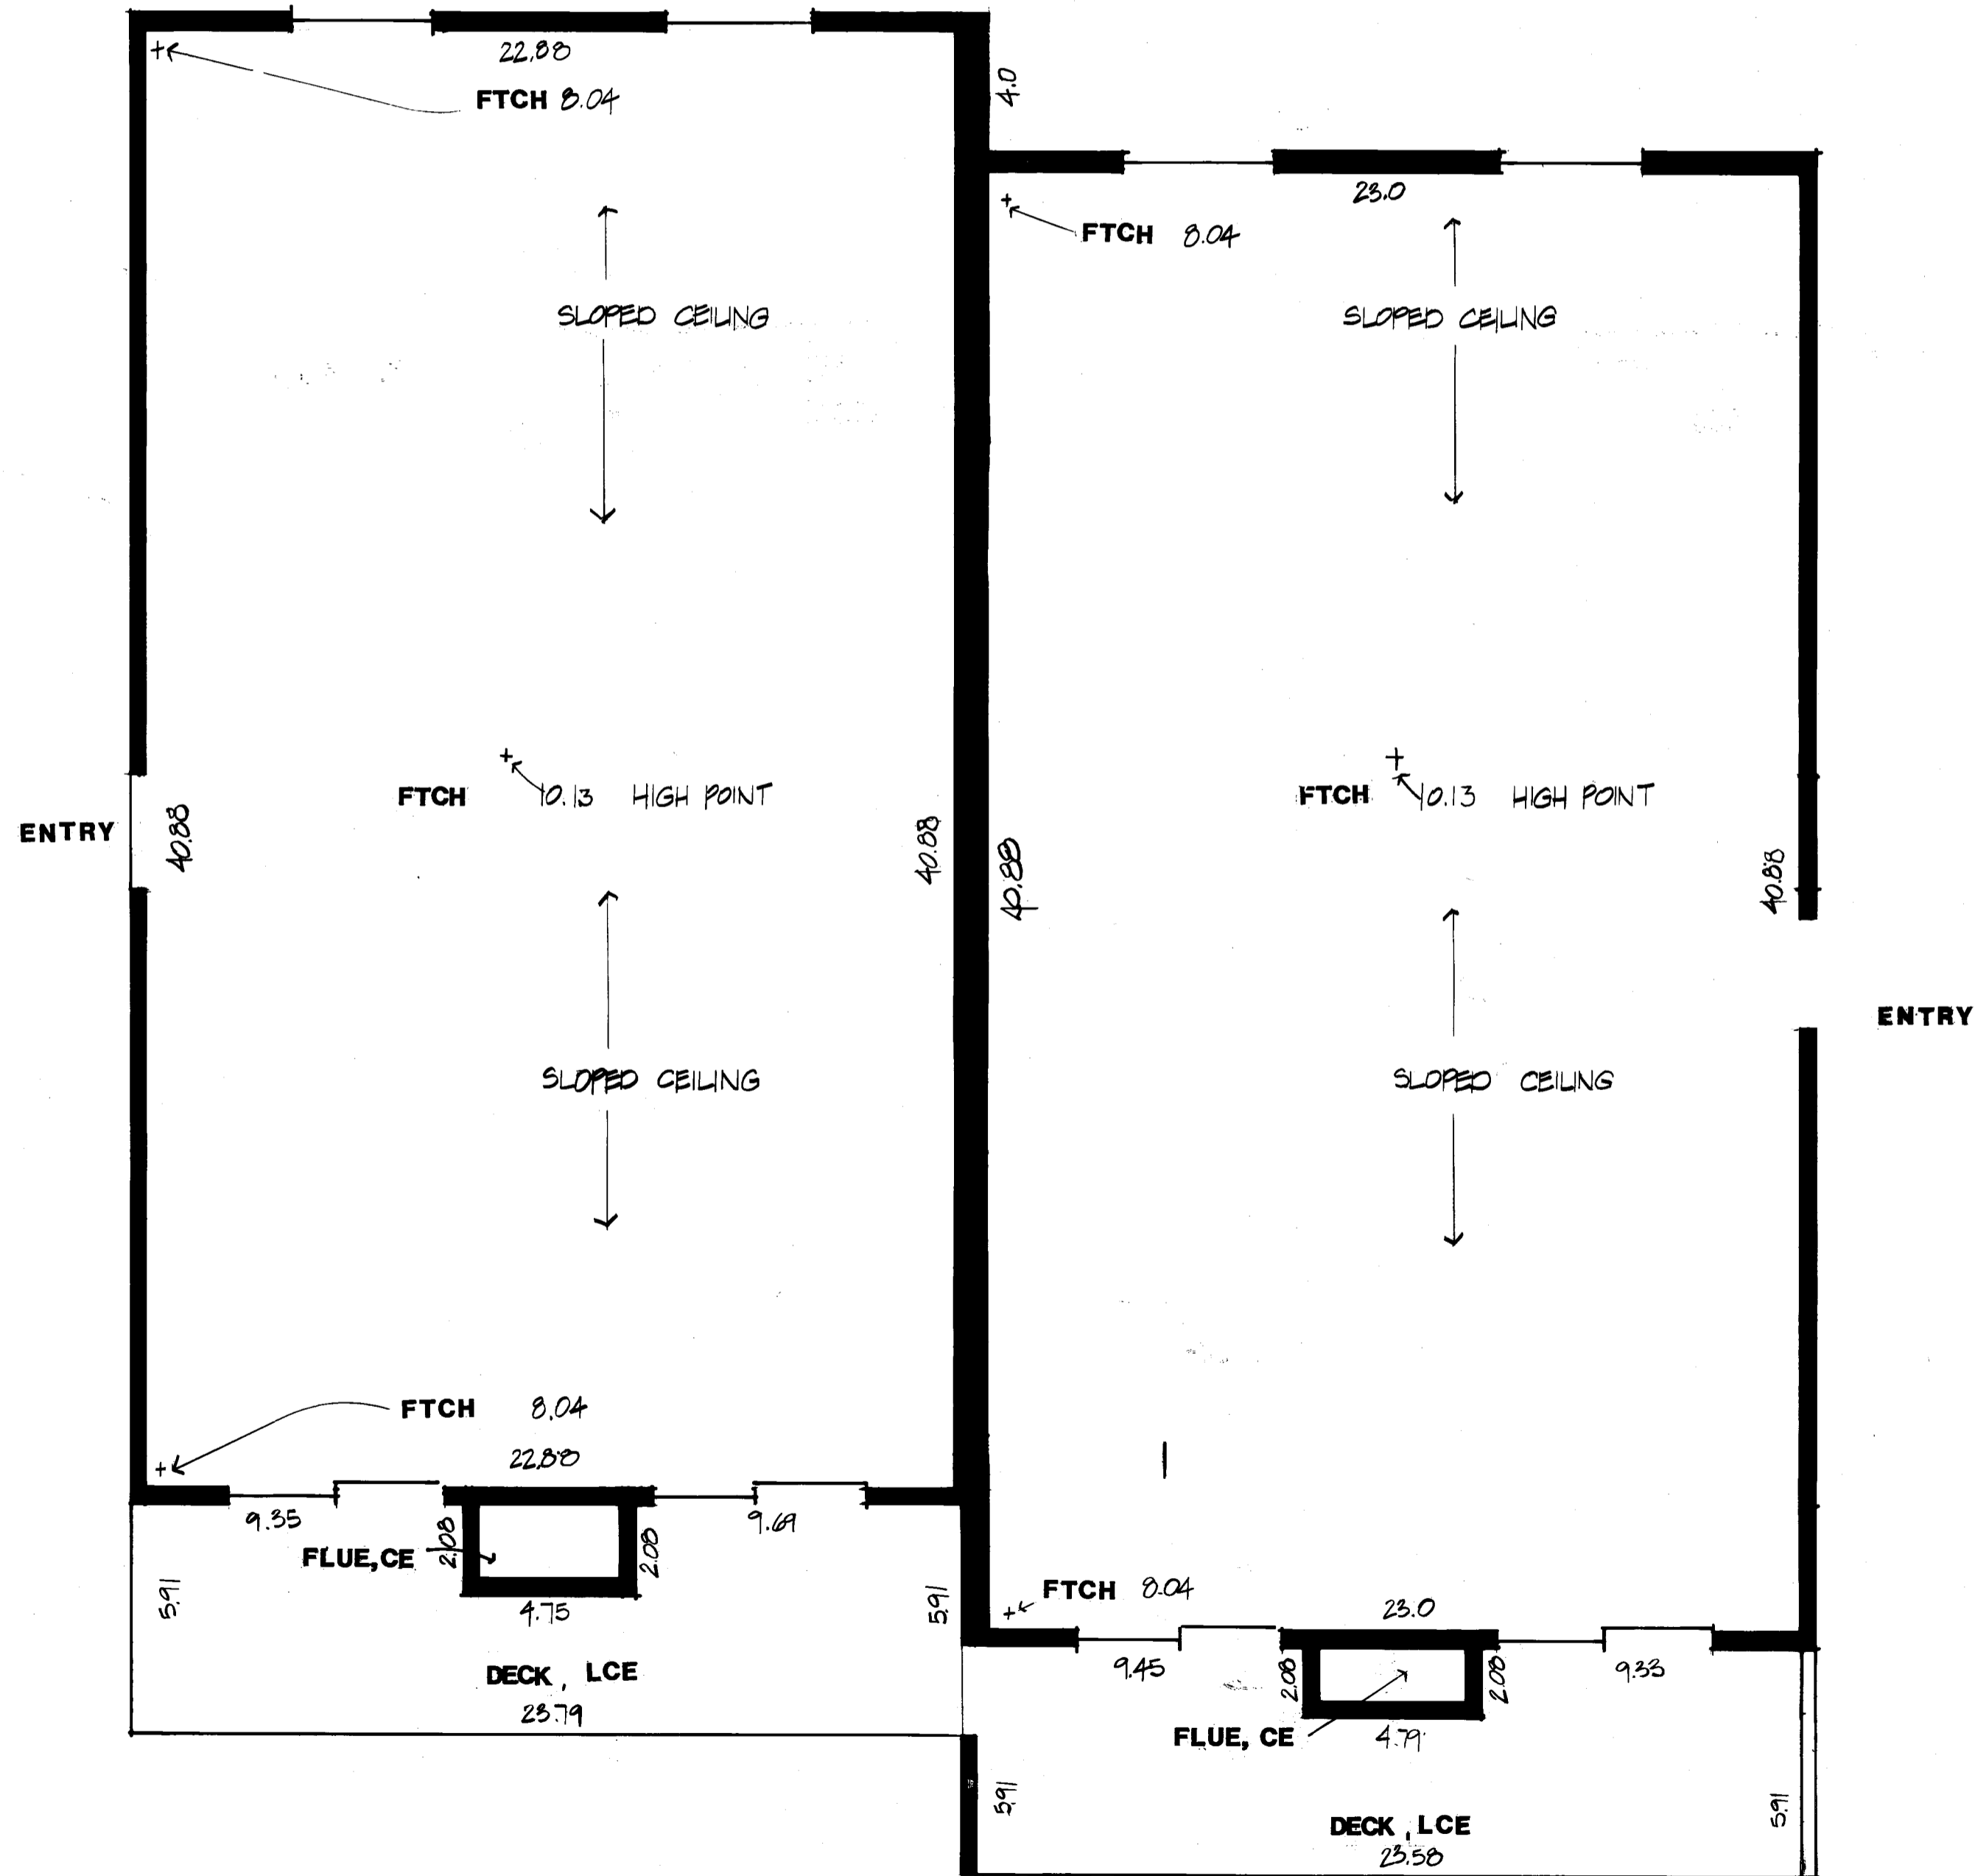 22.88
FTCH 8.04
4.0
23.0
FTCH 8.04
SLOPED CEILING
SLOPED CEILING
FTCH 10.13 HIGH POINT
FTCH 10.13 HIGH POINT
ENTRY
40.88
40.88
40.88
40.88
ENTRY
SLOPED CEILING
SLOPED CEILING
FTCH 8.04
22.88
9.35
9.69
FLUE, CE
2.08
2.08
4.75
5.91
5.91
DECK, LCE
23.79
FTCH 8.04
23.0
9.45
9.33
2.08
2.08
FLUE, CE
4.79
5.91
5.91
DECK, LCE
23.58